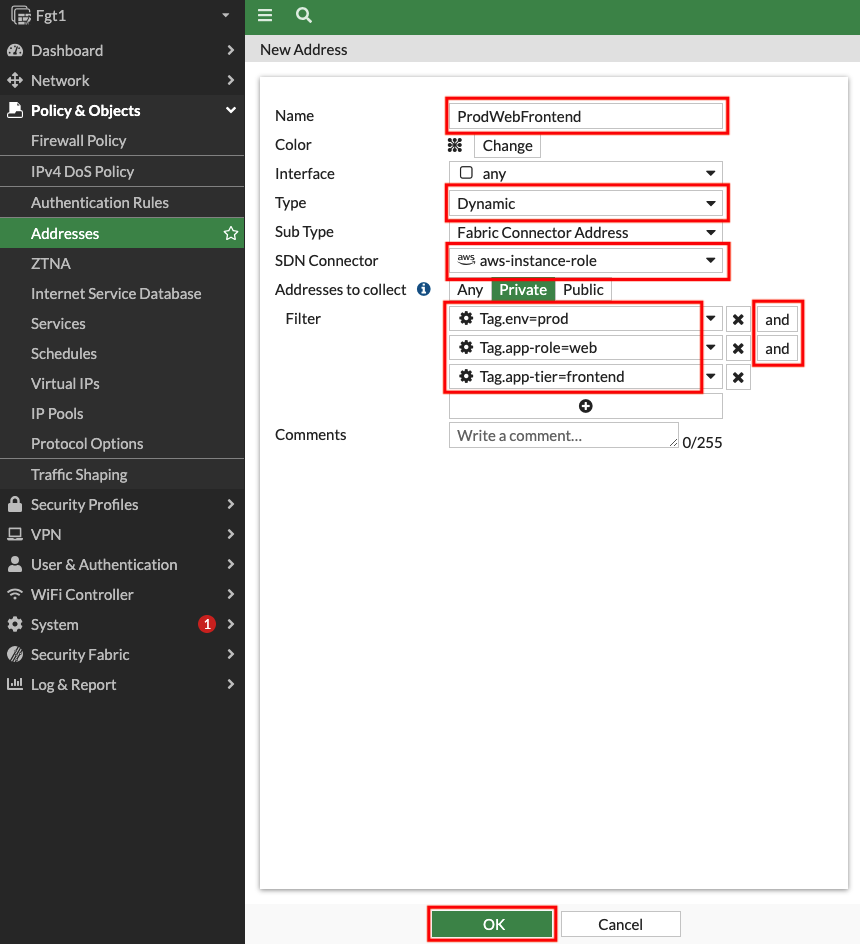 Fgt1
Dashboard
Network
Policy & Objects
Firewall Policy
IPv4 DoS Policy
Authentication Rules
Addresses
ZTNA
Internet Service Database
Services
Schedules
Virtual IPs
IP Pools
Protocol Options
Traffic Shaping
Security Profiles
VPN
User & Authentication
WiFi Controller
System 1
Security Fabric
Log & Report
New Address
Name ProdWebFrontend
Color Change
Interface any
Type Dynamic
Sub Type Fabric Connector Address
SDN Connector aws aws-instance-role
Addresses to collect i Any Private Public
Filter Tag.env=prod and
Tag.app-role=web and
Tag.app-tier=frontend
Comments Write a comment... 0/255
OK Cancel